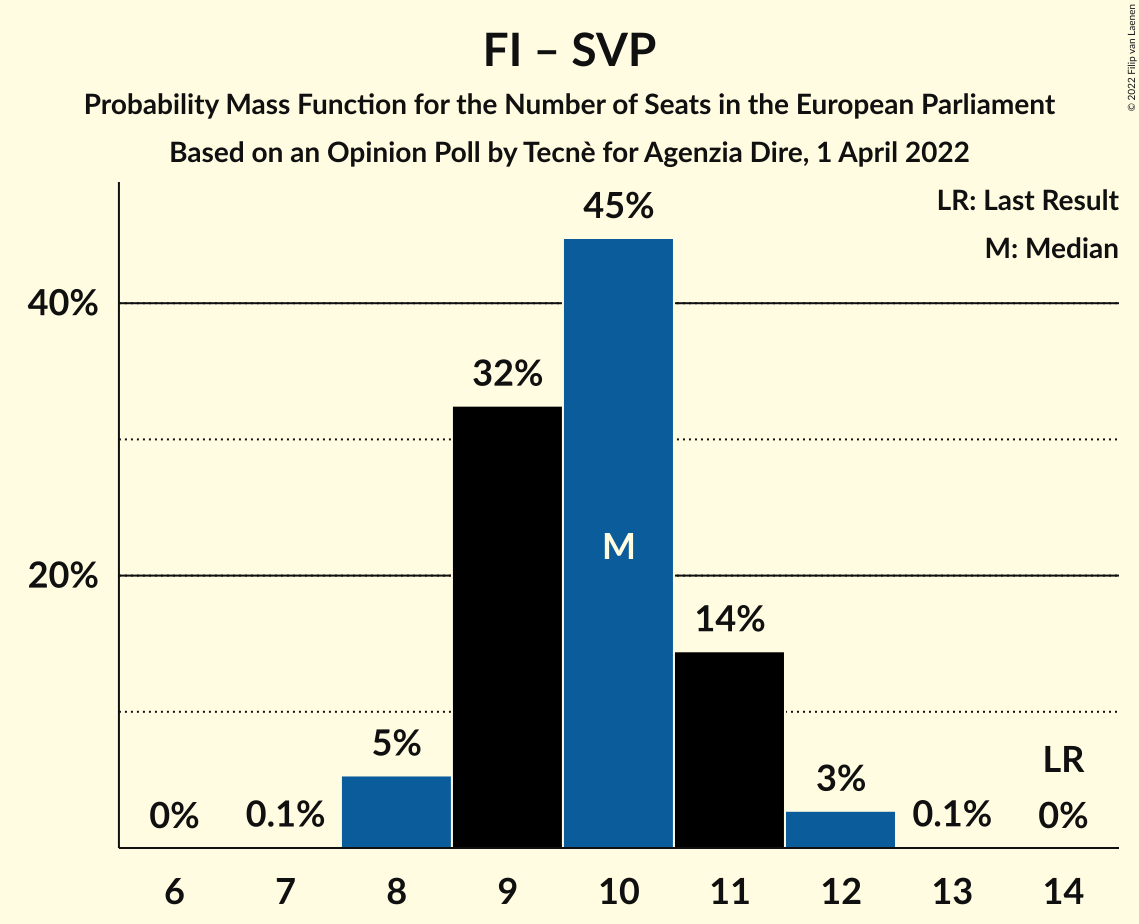 FI – SVP
Probability Mass Function for the Number of Seats in the European Parliament
Based on an Opinion Poll by Tecnè for Agenzia Dire, 1 April 2022
© 2022 Filip van Laenen
LR: Last Result
M: Median
45%
40%
32%
M
20%
14%
5%
3%
LR
0%
0.1%
0.1%
0%
6 7 8 9 10 11 12 13 14